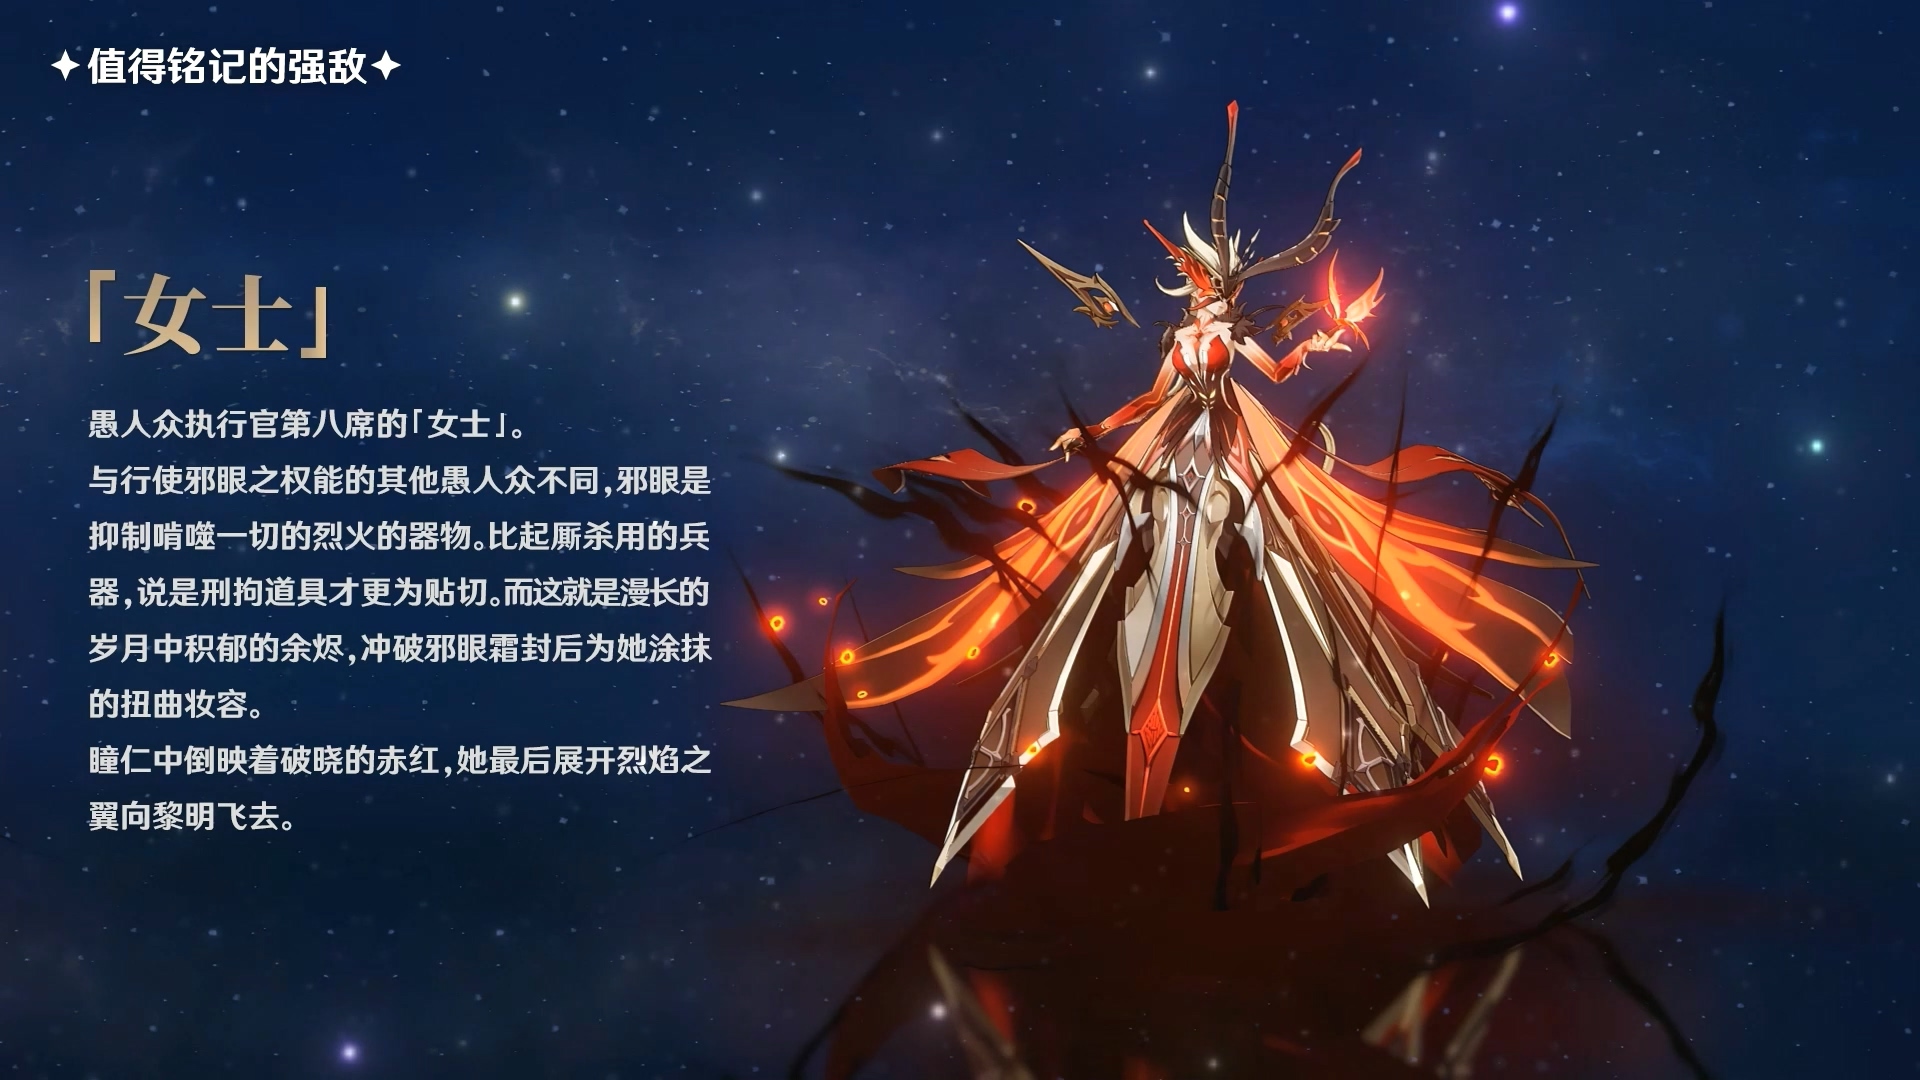 ✦值得铭记的强敌✦
「女士」
愚人众执行官第八席的「女士」。
与行使邪眼之权能的其他愚人众不同,邪眼是
抑制啃噬一切的烈火的器物。比起厮杀用的兵
器,说是刑拘道具才更为贴切。而这就是漫长的
岁月中积郁的余烬,冲破邪眼霜封后为她涂抹
的扭曲妆容。
瞳仁中倒映着破晓的赤红,她最后展开烈焰之
翼向黎明飞去。